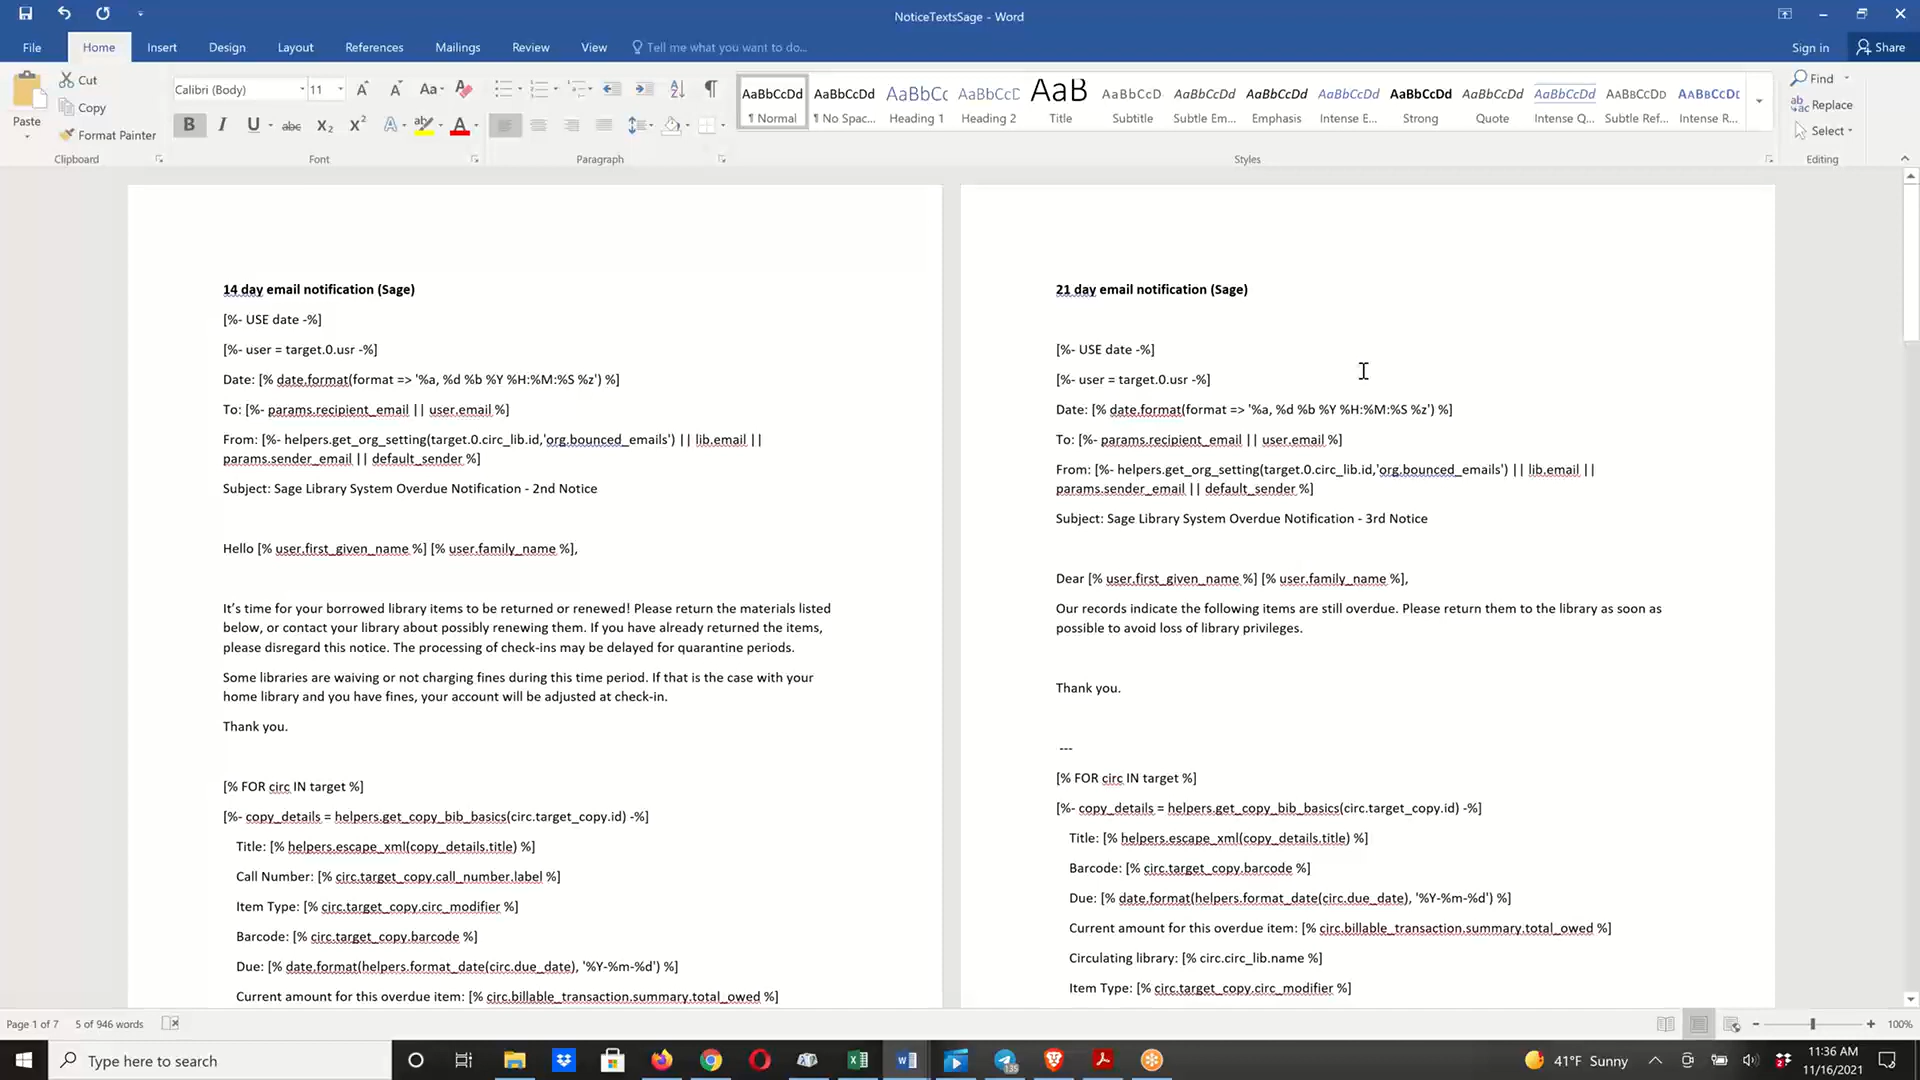 NoticeTextsSage - Word
File Home Insert Design Layout References Mailings Review View Tell me what you want to do... Sign in Share
Paste Cut Copy Format Painter
Calibri (Body) 11
AaBbCcDd AaBbCcDd AaBbCc AaBbCcC AaB AaBbCcD AaBbCcDd AaBbCcDd AaBbCcDd AaBbCcDd AaBbCcDd AaBbCcDd AaBbCcDd AaBbCcDc
¶ Normal ¶ No Spac... Heading 1 Heading 2 Title Subtitle Subtle Em... Emphasis Intense E... Strong Quote Intense Q... Subtle Ref... Intense R...
Find Replace Select
Clipboard Font Paragraph Styles Editing
14 day email notification (Sage)
[%- USE date -%]
[%- user = target.0.usr -%]
Date: [% date.format(format => '%a, %d %b %Y %H:%M:%S %z') %]
To: [%- params.recipient_email || user.email %]
From: [%- helpers.get_org_setting(target.0.circ_lib.id,'org.bounced_emails') || lib.email ||
params.sender_email || default_sender %]
Subject: Sage Library System Overdue Notification - 2nd Notice
Hello [% user.first_given_name %] [% user.family_name %],
It's time for your borrowed library items to be returned or renewed! Please return the materials listed
below, or contact your library about possibly renewing them. If you have already returned the items,
please disregard this notice. The processing of check-ins may be delayed for quarantine periods.
Some libraries are waiving or not charging fines during this time period. If that is the case with your
home library and you have fines, your account will be adjusted at check-in.
Thank you.
[% FOR circ IN target %]
[%- copy_details = helpers.get_copy_bib_basics(circ.target_copy.id) -%]
Title: [% helpers.escape_xml(copy_details.title) %]
Call Number: [% circ.target_copy.call_number.label %]
Item Type: [% circ.target_copy.circ_modifier %]
Barcode: [% circ.target_copy.barcode %]
Due: [% date.format(helpers.format_date(circ.due_date), '%Y-%m-%d') %]
Current amount for this overdue item: [% circ.billable_transaction.summary.total_owed %]
21 day email notification (Sage)
[%- USE date -%]
[%- user = target.0.usr -%]
Date: [% date.format(format => '%a, %d %b %Y %H:%M:%S %z') %]
To: [%- params.recipient_email || user.email %]
From: [%- helpers.get_org_setting(target.0.circ_lib.id,'org.bounced_emails') || lib.email ||
params.sender_email || default_sender %]
Subject: Sage Library System Overdue Notification - 3rd Notice
Dear [% user.first_given_name %] [% user.family_name %],
Our records indicate the following items are still overdue. Please return them to the library as soon as
possible to avoid loss of library privileges.
Thank you.
---
[% FOR circ IN target %]
[%- copy_details = helpers.get_copy_bib_basics(circ.target_copy.id) -%]
Title: [% helpers.escape_xml(copy_details.title) %]
Barcode: [% circ.target_copy.barcode %]
Due: [% date.format(helpers.format_date(circ.due_date), '%Y-%m-%d') %]
Current amount for this overdue item: [% circ.billable_transaction.summary.total_owed %]
Circulating library: [% circ.circ_lib.name %]
Item Type: [% circ.target_copy.circ_modifier %]
Page 1 of 7 5 of 946 words 100%
Type here to search 135 41°F Sunny 11:36 AM
11/16/2021